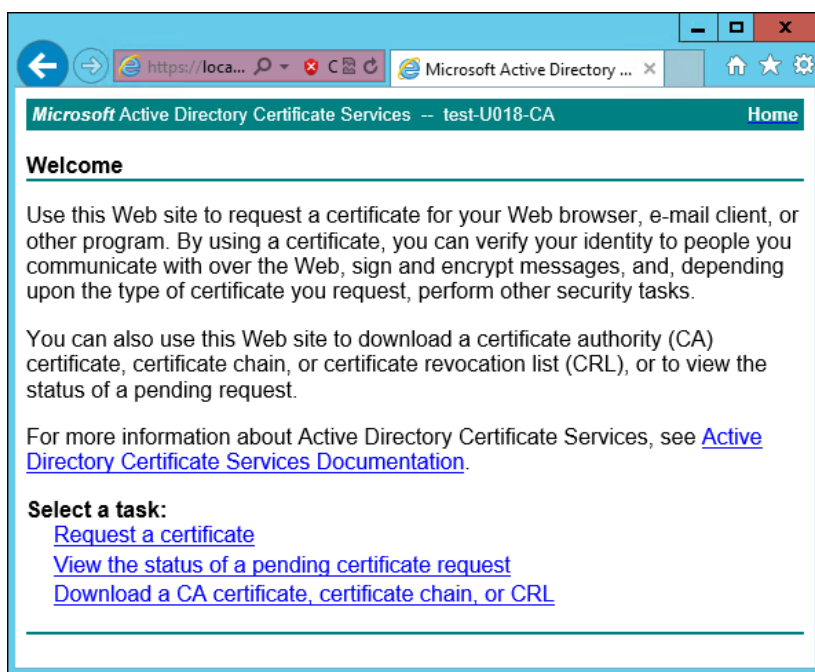 https://loca...
Microsoft Active Directory ...
Microsoft Active Directory Certificate Services -- test-U018-CA
Home
Welcome
Use this Web site to request a certificate for your Web browser, e-mail client, or
other program. By using a certificate, you can verify your identity to people you
communicate with over the Web, sign and encrypt messages, and, depending
upon the type of certificate you request, perform other security tasks.
You can also use this Web site to download a certificate authority (CA)
certificate, certificate chain, or certificate revocation list (CRL), or to view the
status of a pending request.
For more information about Active Directory Certificate Services, see Active
Directory Certificate Services Documentation.
Select a task:
Request a certificate
View the status of a pending certificate request
Download a CA certificate, certificate chain, or CRL